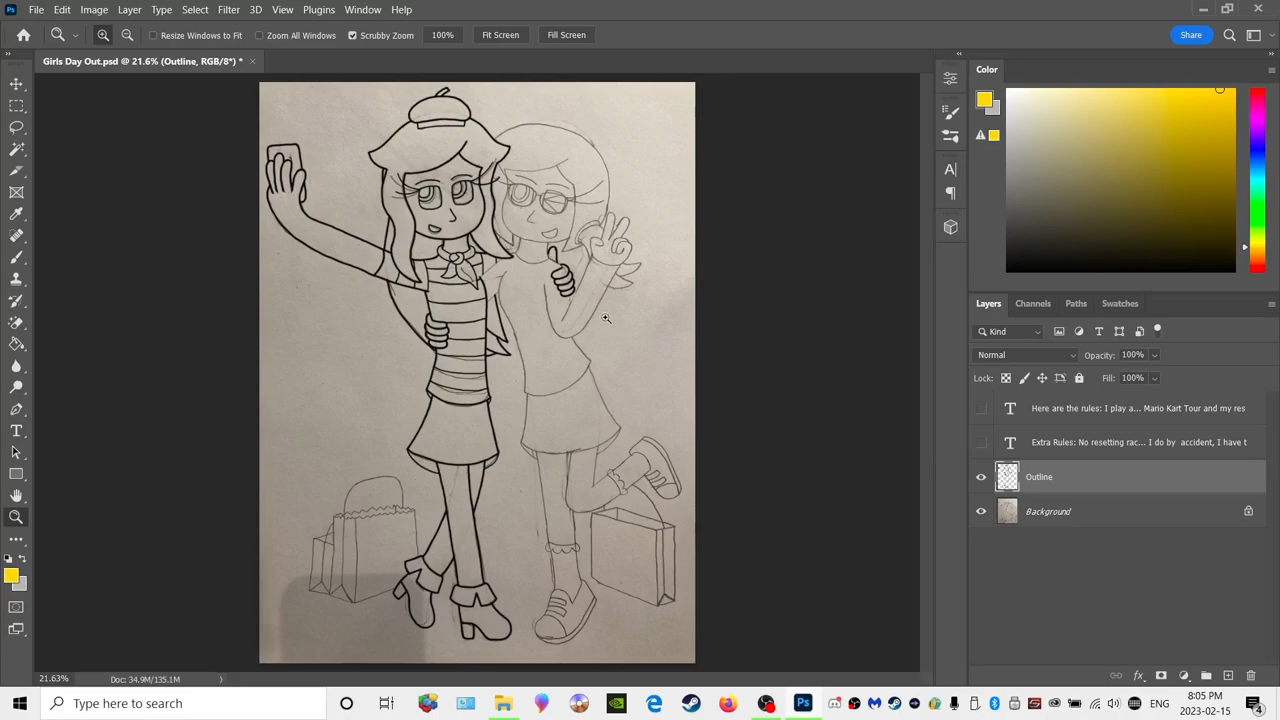 File Edit Image Layer Type Select Filter 3D View Plugins Window Help
Resize Windows to Fit Zoom All Windows Scrubby Zoom 100% Fit Screen Fill Screen Share
Girls Day Out.psd @ 21.6% (Outline, RGB/8*) *
Color
Layers Channels Paths Swatches
Kind
Normal Opacity: 100%
Lock: Fill: 100%
Here are the rules: I play a... Mario Kart Tour and my res
Extra Rules: No resetting rac... I do by accident, I have t
Outline
Background
21.63% Doc: 34.9M/135.1M
Type here to search
ENG
8:05 PM
2023-02-15
4